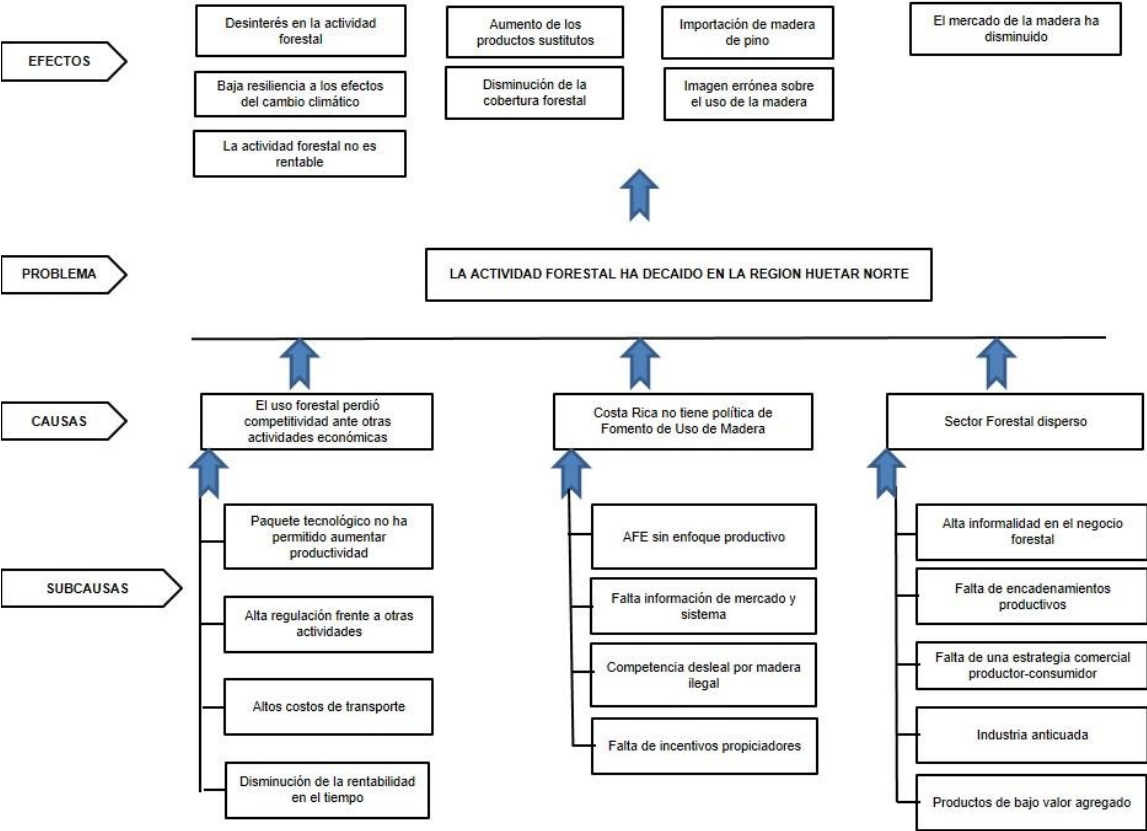 EFECTOS
Desinterés en la actividad
forestal
Aumento de los
productos sustitutos
Importación de madera
de pino
El mercado de la madera ha
disminuido
Baja resiliencia a los efectos
del cambio climático
Disminución de la
cobertura forestal
Imagen errónea sobre
el uso de la madera
La actividad forestal no es
rentable
PROBLEMA
LA ACTIVIDAD FORESTAL HA DECAIDO EN LA REGION HUETAR NORTE
CAUSAS
El uso forestal perdió
competitividad ante otras
actividades económicas
Costa Rica no tiene política de
Fomento de Uso de Madera
Sector Forestal disperso
SUBCAUSAS
Paquete tecnológico no ha
permitido aumentar
productividad
Alta regulación frente a otras
actividades
Altos costos de transporte
Disminución de la rentabilidad
en el tiempo
AFE sin enfoque productivo
Falta información de mercado y
sistema
Competencia desleal por madera
ilegal
Falta de incentivos propiciadores
Alta informalidad en el negocio
forestal
Falta de encadenamientos
productivos
Falta de una estrategia comercial
productor-consumidor
Industria anticuada
Productos de bajo valor agregado